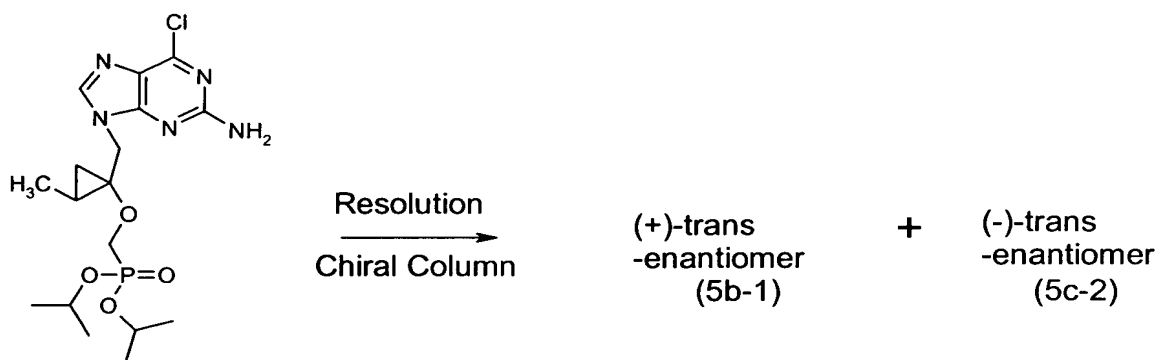 Cl
N
N
N
N
NH2
H3C
O
O
P=O
O
Resolution
Chiral Column
(+)-trans
-enantiomer
(5b-1)
+
(-)-trans
-enantiomer
(5c-2)